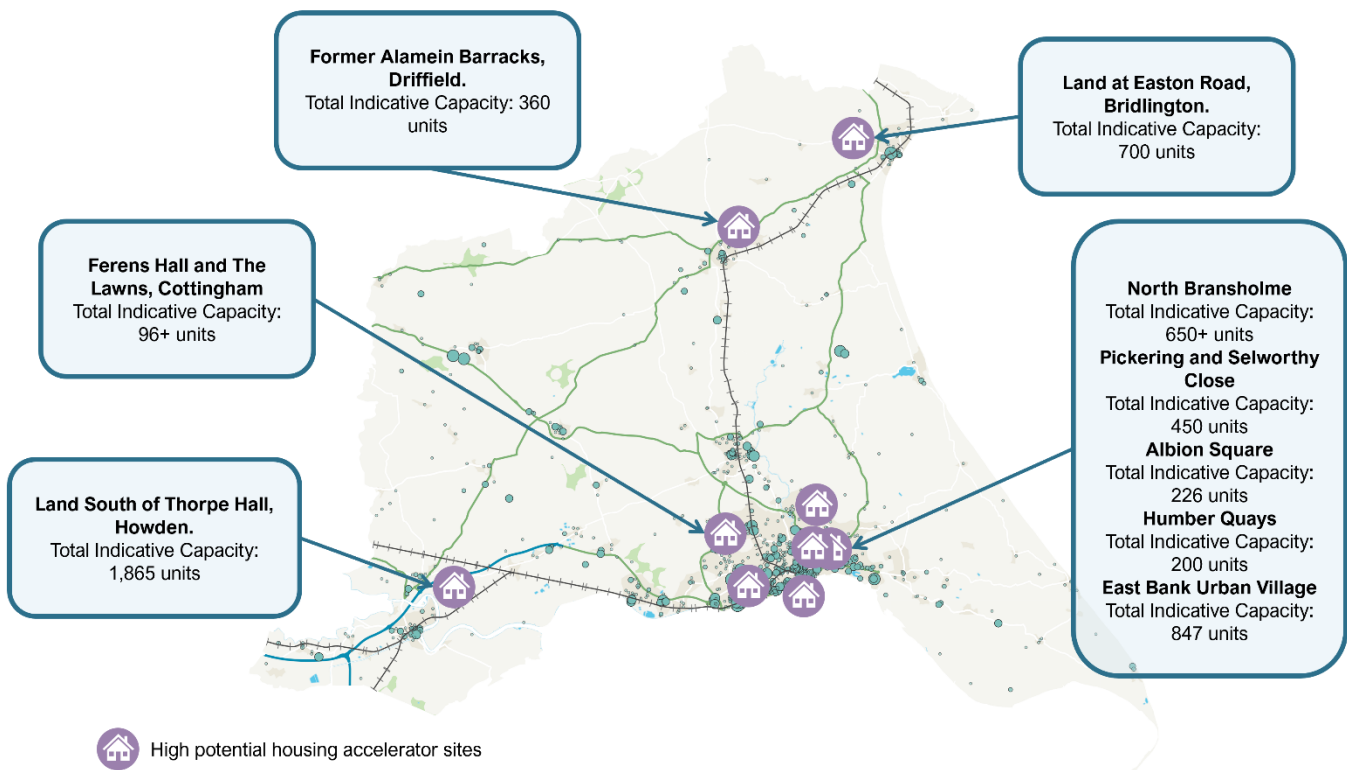 Former Alamein Barracks,
Driffield.
Total Indicative Capacity: 360
units
Land at Easton Road,
Bridlington.
Total Indicative Capacity:
700 units
Ferens Hall and The
Lawns, Cottingham
Total Indicative Capacity:
96+ units
North Bransholme
Total Indicative Capacity:
650+ units
Pickering and Selworthy
Close
Total Indicative Capacity:
450 units
Albion Square
Total Indicative Capacity:
226 units
Humber Quays
Total Indicative Capacity:
200 units
East Bank Urban Village
Total Indicative Capacity:
847 units
Land South of Thorpe Hall,
Howden.
Total Indicative Capacity:
1,865 units
High potential housing accelerator sites